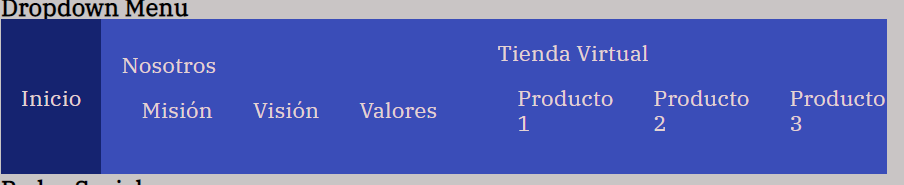 Dropdown Menu
Inicio
Nosotros
Misión Visión Valores
Tienda Virtual
Producto 1
Producto 2
Producto 3